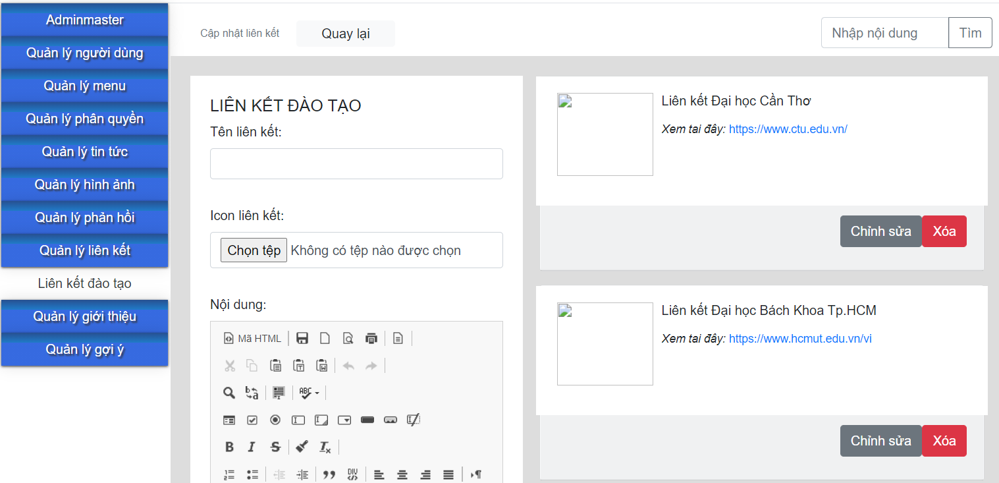 Adminmaster
Quản lý người dùng
Quản lý menu
Quản lý phân quyền
Quản lý tin tức
Quản lý hình ảnh
Quản lý phản hồi
Quản lý liên kết
Liên kết đào tạo
Quản lý giới thiệu
Quản lý gợi ý
Cập nhật liên kết
Quay lại
Nhập nội dung
Tìm
LIÊN KẾT ĐÀO TẠO
Tên liên kết:
Icon liên kết:
Chọn tệp Không có tệp nào được chọn
Nội dung:
Mã HTML
Liên kết Đại học Cần Thơ
Xem tai đây: https://www.ctu.edu.vn/
Chỉnh sửa
Xóa
Liên kết Đại học Bách Khoa Tp.HCM
Xem tai đây: https://www.hcmut.edu.vn/vi
Chỉnh sửa
Xóa